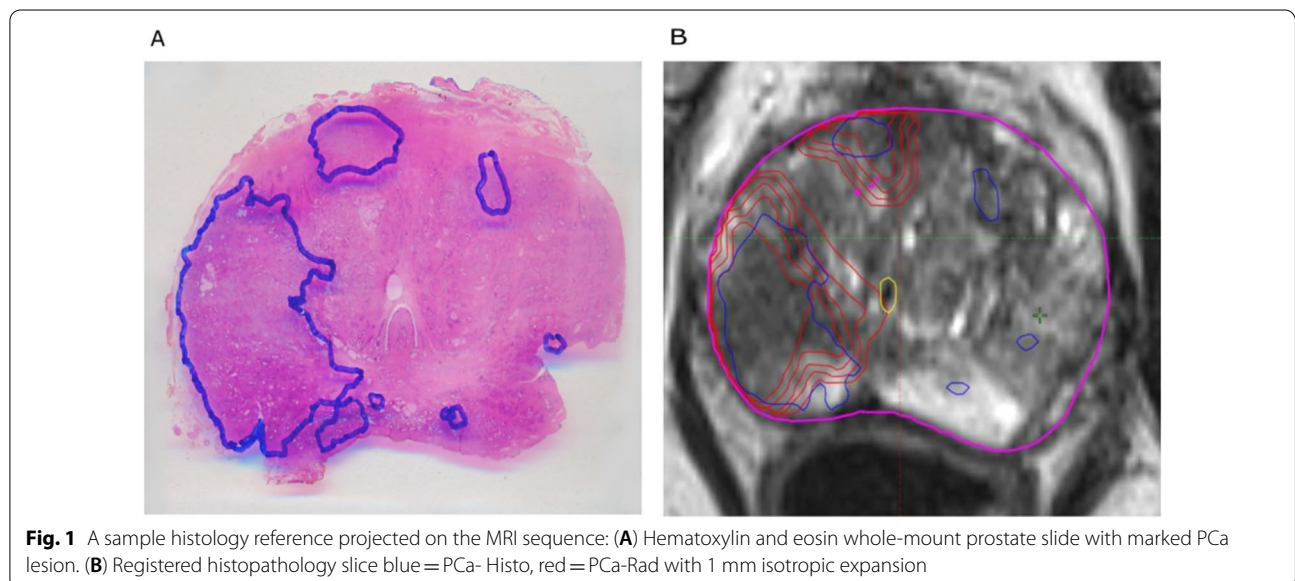 A
B
Fig. 1 A sample histology reference projected on the MRI sequence: (A) Hematoxylin and eosin whole-mount prostate slide with marked PCa
lesion. (B) Registered histopathology slice blue = PCa- Histo, red = PCa-Rad with 1 mm isotropic expansion